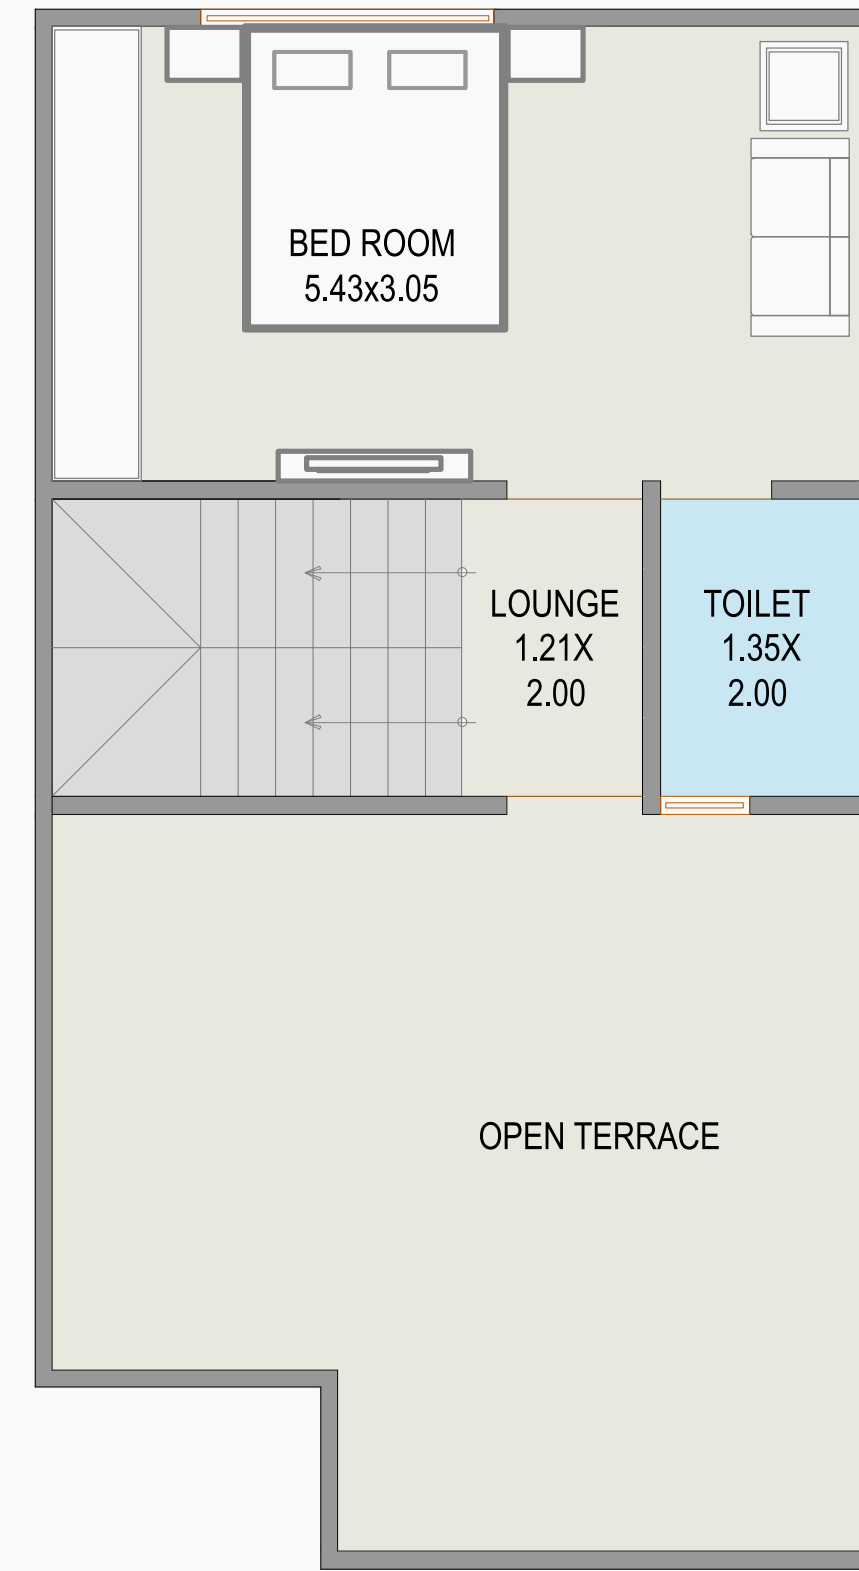 BED ROOM
5.43x3.05
LOUNGE
1.21X
2.00
TOILET
1.35X
2.00
OPEN TERRACE